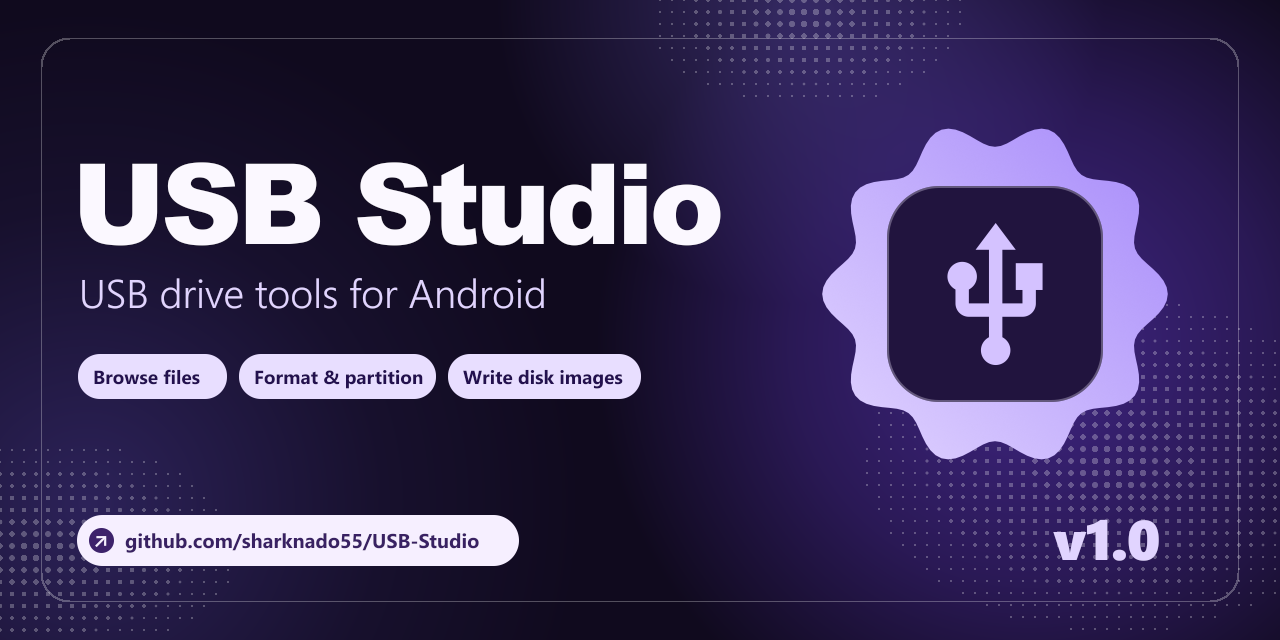 USB Studio
USB drive tools for Android
Browse files
Format & partition
Write disk images
github.com/sharknado55/USB-Studio
v1.0